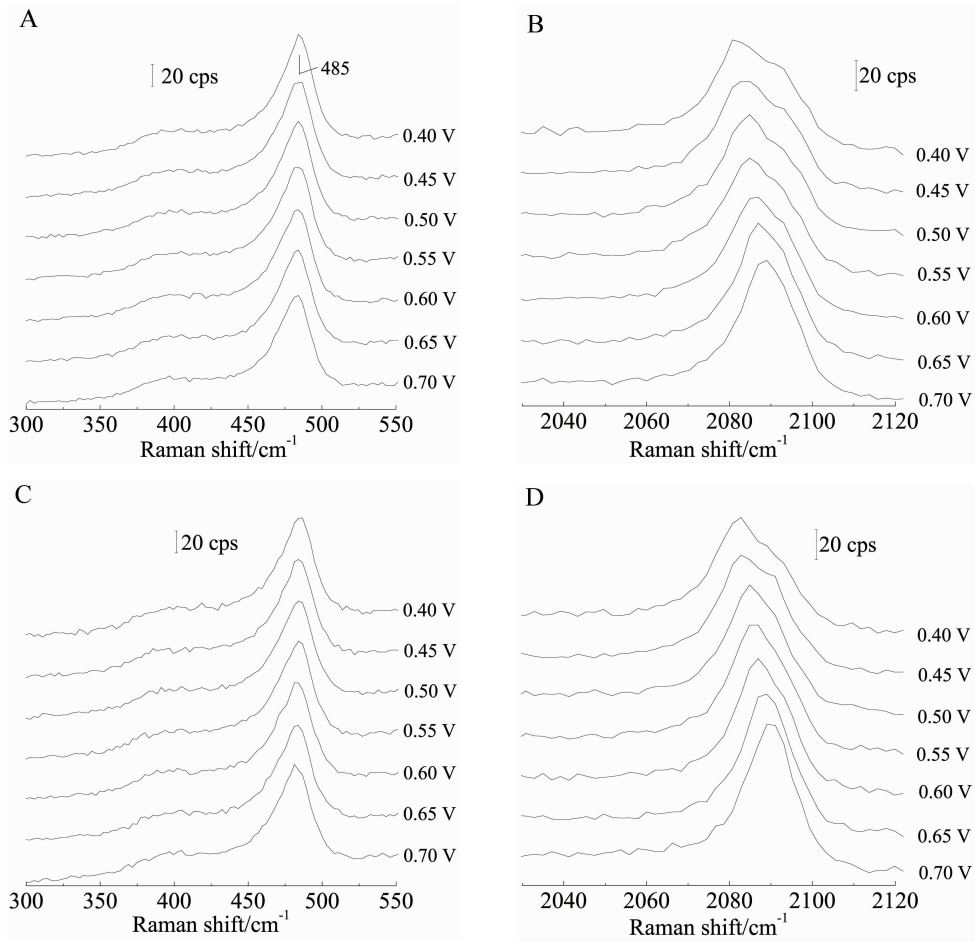 A
20 cps
485
0.40 V
0.45 V
0.50 V
0.55 V
0.60 V
0.65 V
0.70 V
300 350 400 450 500 550
Raman shift/cm⁻¹
B
20 cps
0.40 V
0.45 V
0.50 V
0.55 V
0.60 V
0.65 V
0.70 V
2040 2060 2080 2100 2120
Raman shift/cm⁻¹
C
20 cps
0.40 V
0.45 V
0.50 V
0.55 V
0.60 V
0.65 V
0.70 V
300 350 400 450 500 550
Raman shift/cm⁻¹
D
20 cps
0.40 V
0.45 V
0.50 V
0.55 V
0.60 V
0.65 V
0.70 V
2040 2060 2080 2100 2120
Raman shift/cm⁻¹